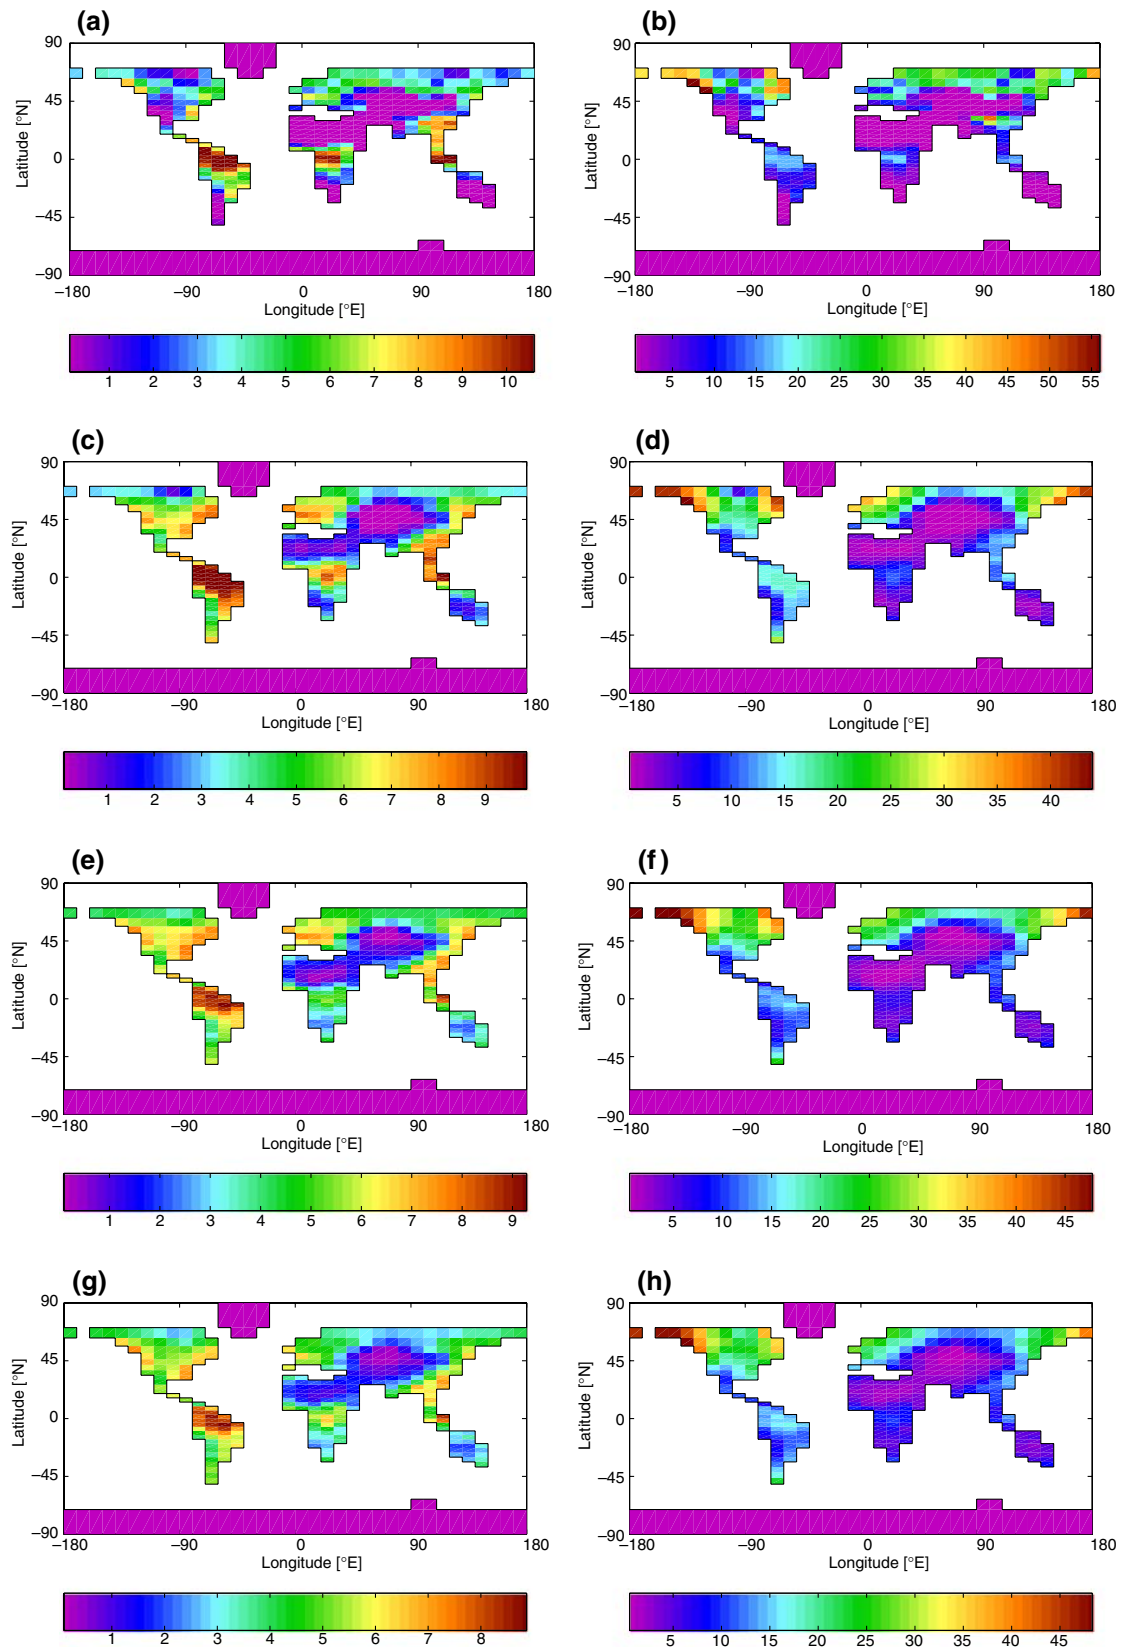 (a)
(b)
90
45
0
−45
−90
Latitude [°N]
−180
−90
0
90
180
Longitude [°E]
1 2 3 4 5 6 7 8 9 10
90
45
0
−45
−90
Latitude [°N]
−180
−90
0
90
180
Longitude [°E]
5 10 15 20 25 30 35 40 45 50 55
(c)
(d)
90
45
0
−45
−90
Latitude [°N]
−180
−90
0
90
180
Longitude [°E]
1 2 3 4 5 6 7 8 9
90
45
0
−45
−90
Latitude [°N]
−180
−90
0
90
180
Longitude [°E]
5 10 15 20 25 30 35 40
(e)
(f)
90
45
0
−45
−90
Latitude [°N]
−180
−90
0
90
180
Longitude [°E]
1 2 3 4 5 6 7 8 9
90
45
0
−45
−90
Latitude [°N]
−180
−90
0
90
180
Longitude [°E]
5 10 15 20 25 30 35 40 45
(g)
(h)
90
45
0
−45
−90
Latitude [°N]
−180
−90
0
90
180
Longitude [°E]
1 2 3 4 5 6 7 8
90
45
0
−45
−90
Latitude [°N]
−180
−90
0
90
180
Longitude [°E]
5 10 15 20 25 30 35 40 45